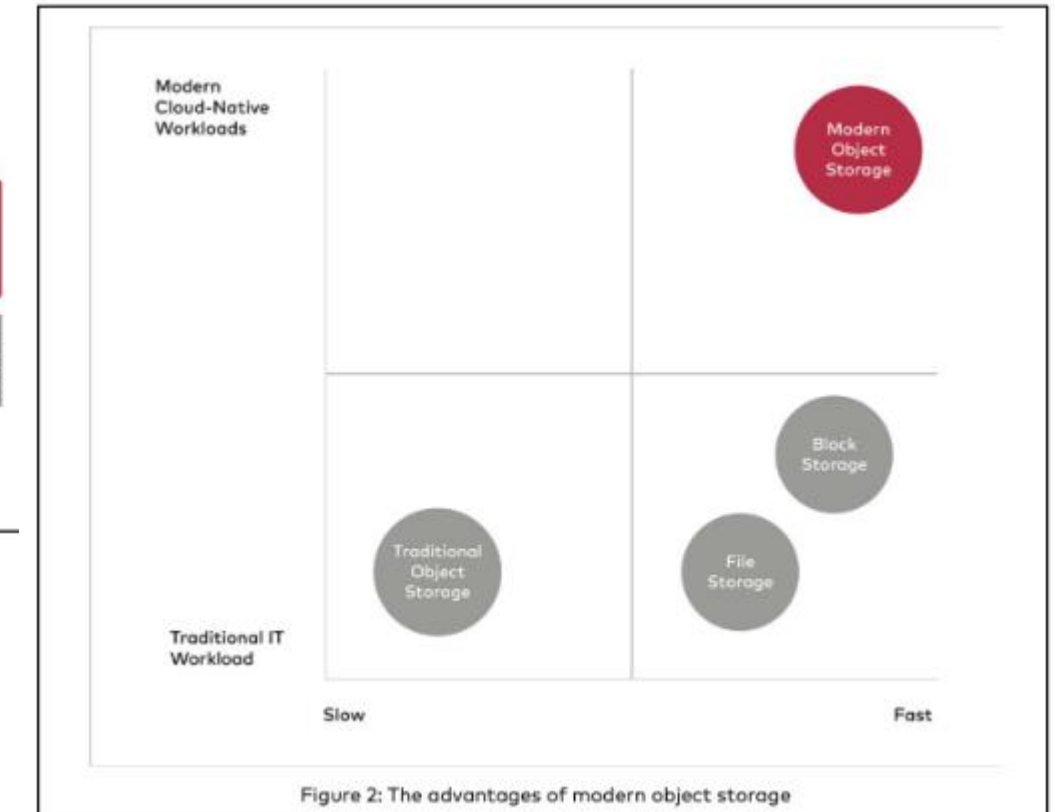 Modern
Cloud-Native
Workloads
Modern
Object
Storage
Block
Storage
Traditional
Object
Storage
File
Storage
Traditional IT
Workload
Slow
Fast
Figure 2: The advantages of modern object storage